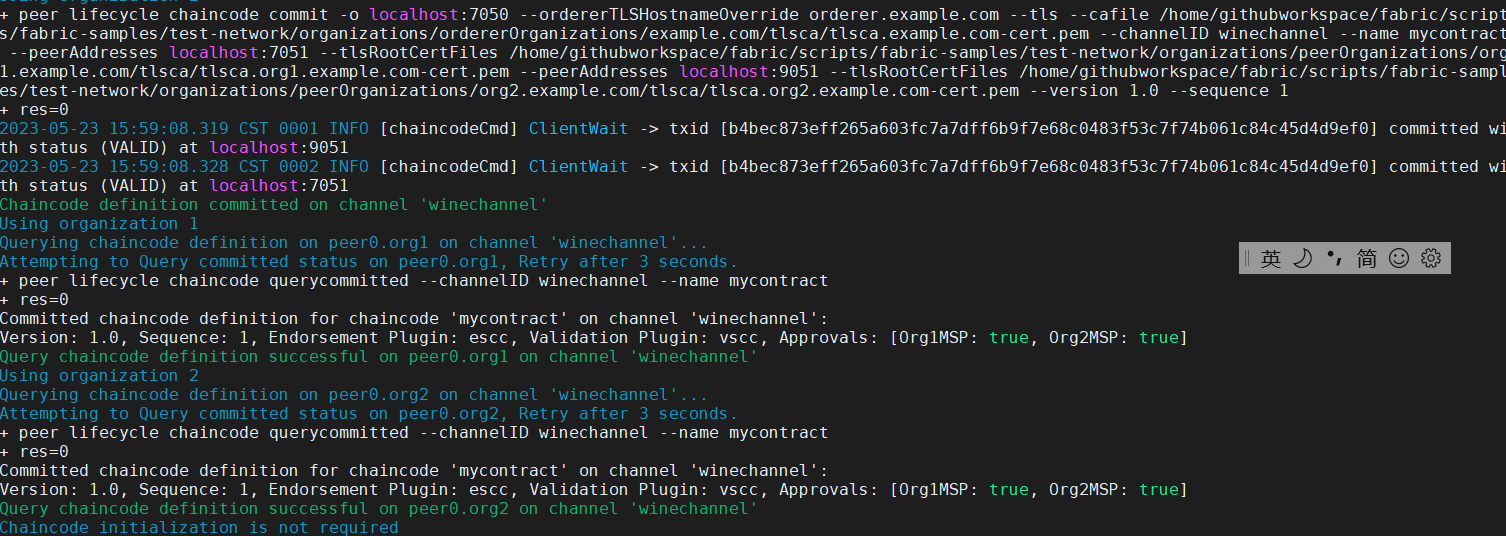 Using organization 2
+ peer lifecycle chaincode commit -o localhost:7050 --ordererTLSHostnameOverride orderer.example.com --tls --cafile /home/githubworkspace/fabric/script
s/fabric-samples/test-network/organizations/ordererOrganizations/example.com/tlsca/tlsca.example.com-cert.pem --channelID winechannel --name mycontract
--peerAddresses localhost:7051 --tlsRootCertFiles /home/githubworkspace/fabric/scripts/fabric-samples/test-network/organizations/peerOrganizations/org
1.example.com/tlsca/tlsca.org1.example.com-cert.pem --peerAddresses localhost:9051 --tlsRootCertFiles /home/githubworkspace/fabric/scripts/fabric-sampl
es/test-network/organizations/peerOrganizations/org2.example.com/tlsca/tlsca.org2.example.com-cert.pem --version 1.0 --sequence 1
+ res=0
2023-05-23 15:59:08.319 CST 0001 INFO [chaincodeCmd] ClientWait -> txid [b4bec873eff265a603fc7a7dff6b9f7e68c0483f53c7f74b061c84c45d4d9ef0] committed wi
th status (VALID) at localhost:9051
2023-05-23 15:59:08.328 CST 0002 INFO [chaincodeCmd] ClientWait -> txid [b4bec873eff265a603fc7a7dff6b9f7e68c0483f53c7f74b061c84c45d4d9ef0] committed wi
th status (VALID) at localhost:7051
Chaincode definition committed on channel 'winechannel'
Using organization 1
Querying chaincode definition on peer0.org1 on channel 'winechannel'...
Attempting to Query committed status on peer0.org1, Retry after 3 seconds.
英 简
+ peer lifecycle chaincode querycommitted --channelID winechannel --name mycontract
+ res=0
Committed chaincode definition for chaincode 'mycontract' on channel 'winechannel':
Version: 1.0, Sequence: 1, Endorsement Plugin: escc, Validation Plugin: vscc, Approvals: [Org1MSP: true, Org2MSP: true]
Query chaincode definition successful on peer0.org1 on channel 'winechannel'
Using organization 2
Querying chaincode definition on peer0.org2 on channel 'winechannel'...
Attempting to Query committed status on peer0.org2, Retry after 3 seconds.
+ peer lifecycle chaincode querycommitted --channelID winechannel --name mycontract
+ res=0
Committed chaincode definition for chaincode 'mycontract' on channel 'winechannel':
Version: 1.0, Sequence: 1, Endorsement Plugin: escc, Validation Plugin: vscc, Approvals: [Org1MSP: true, Org2MSP: true]
Query chaincode definition successful on peer0.org2 on channel 'winechannel'
Chaincode initialization is not required